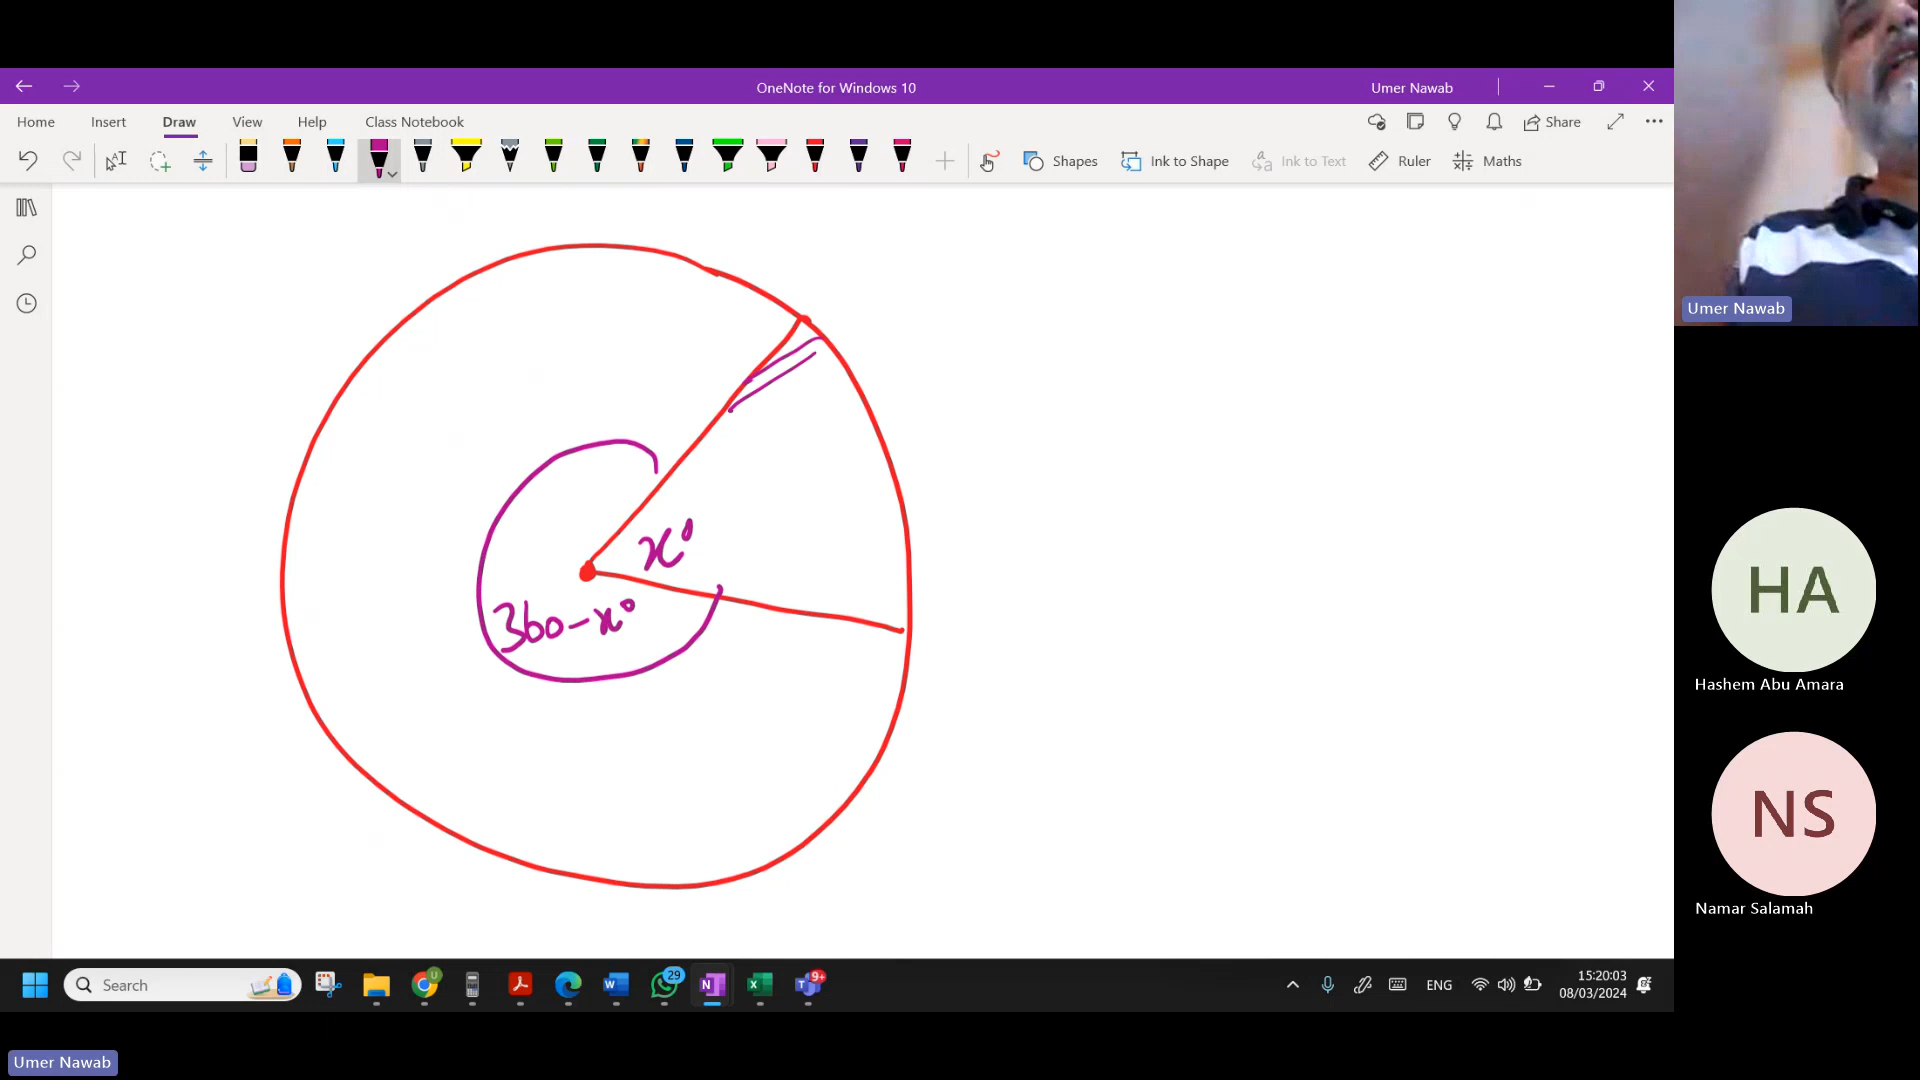 OneNote for Windows 10
Umer Nawab
Home Insert Draw View Help Class Notebook
Share
Shapes Ink to Shape Ink to Text Ruler Maths
x°
360-x°
Umer Nawab
HA
Hashem Abu Amara
NS
Namar Salamah
Search
U
W
29
N
X
T
9+
ENG
15:20:03
08/03/2024
Umer Nawab